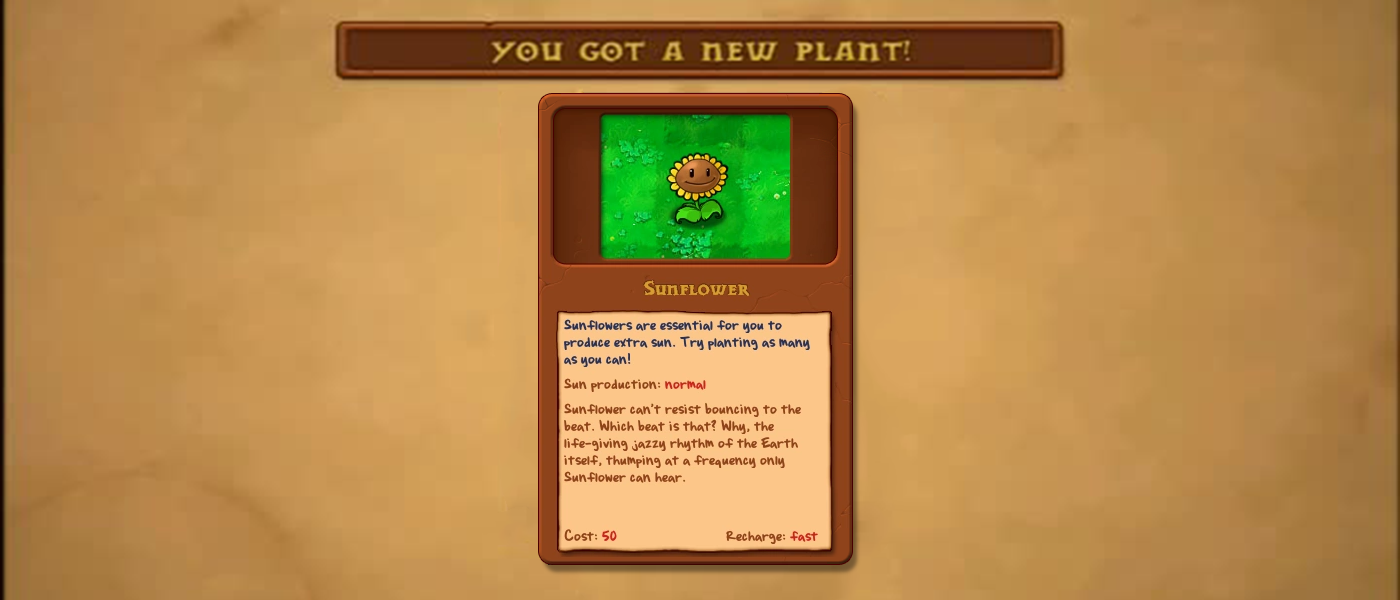 YOU GOT A NEW PLANT!
Sunflower
Sunflowers are essential for you to
produce extra sun. Try planting as many
as you can!
Sun production: normal
Sunflower can't resist bouncing to the
beat. Which beat is that? Why, the
life-giving jazzy rhythm of the Earth
itself, thumping at a frequency only
Sunflower can hear.
Cost: 50 Recharge: fast